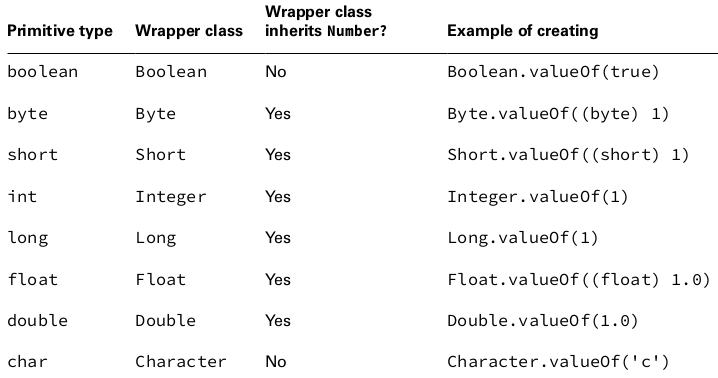 Wrapper class
Primitive type Wrapper class inherits Number? Example of creating
boolean Boolean No Boolean.valueOf(true)
byte Byte Yes Byte.valueOf((byte) 1)
short Short Yes Short.valueOf((short) 1)
int Integer Yes Integer.valueOf(1)
long Long Yes Long.valueOf(1)
float Float Yes Float.valueOf((float) 1.0)
double Double Yes Double.valueOf(1.0)
char Character No Character.valueOf('c')